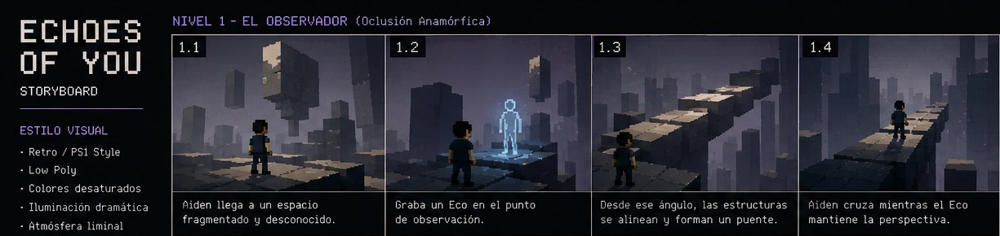 ECHOES
OF YOU
STORYBOARD
ESTILO VISUAL
· Retro / PS1 Style
· Low Poly
· Colores desaturados
· Iluminación dramática
· Atmósfera liminal
NIVEL 1 - EL OBSERVADOR (Oclusión Anamórfica)
1.1
Aiden llega a un espacio
fragmentado y desconocido.
1.2
Graba un Eco en el punto
de observación.
1.3
Desde ese ángulo, las estructuras
se alinean y forman un puente.
1.4
Aiden cruza mientras el Eco
mantiene la perspectiva.